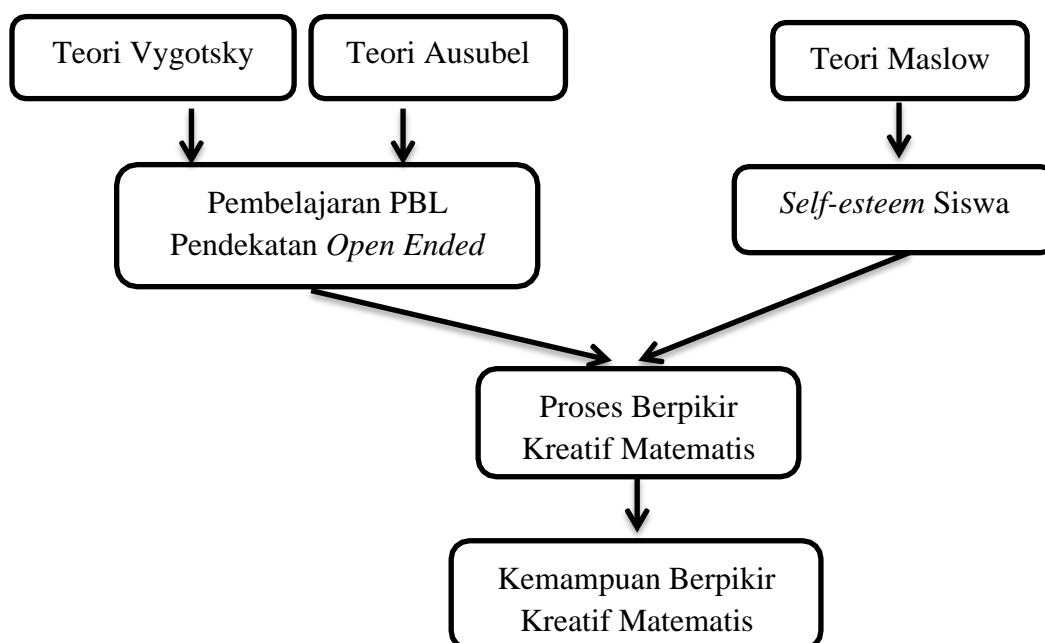 Teori Vygotsky
Teori Ausubel
Teori Maslow
Pembelajaran PBL
Pendekatan Open Ended
Self-esteem Siswa
Proses Berpikir
Kreatif Matematis
Kemampuan Berpikir
Kreatif Matematis